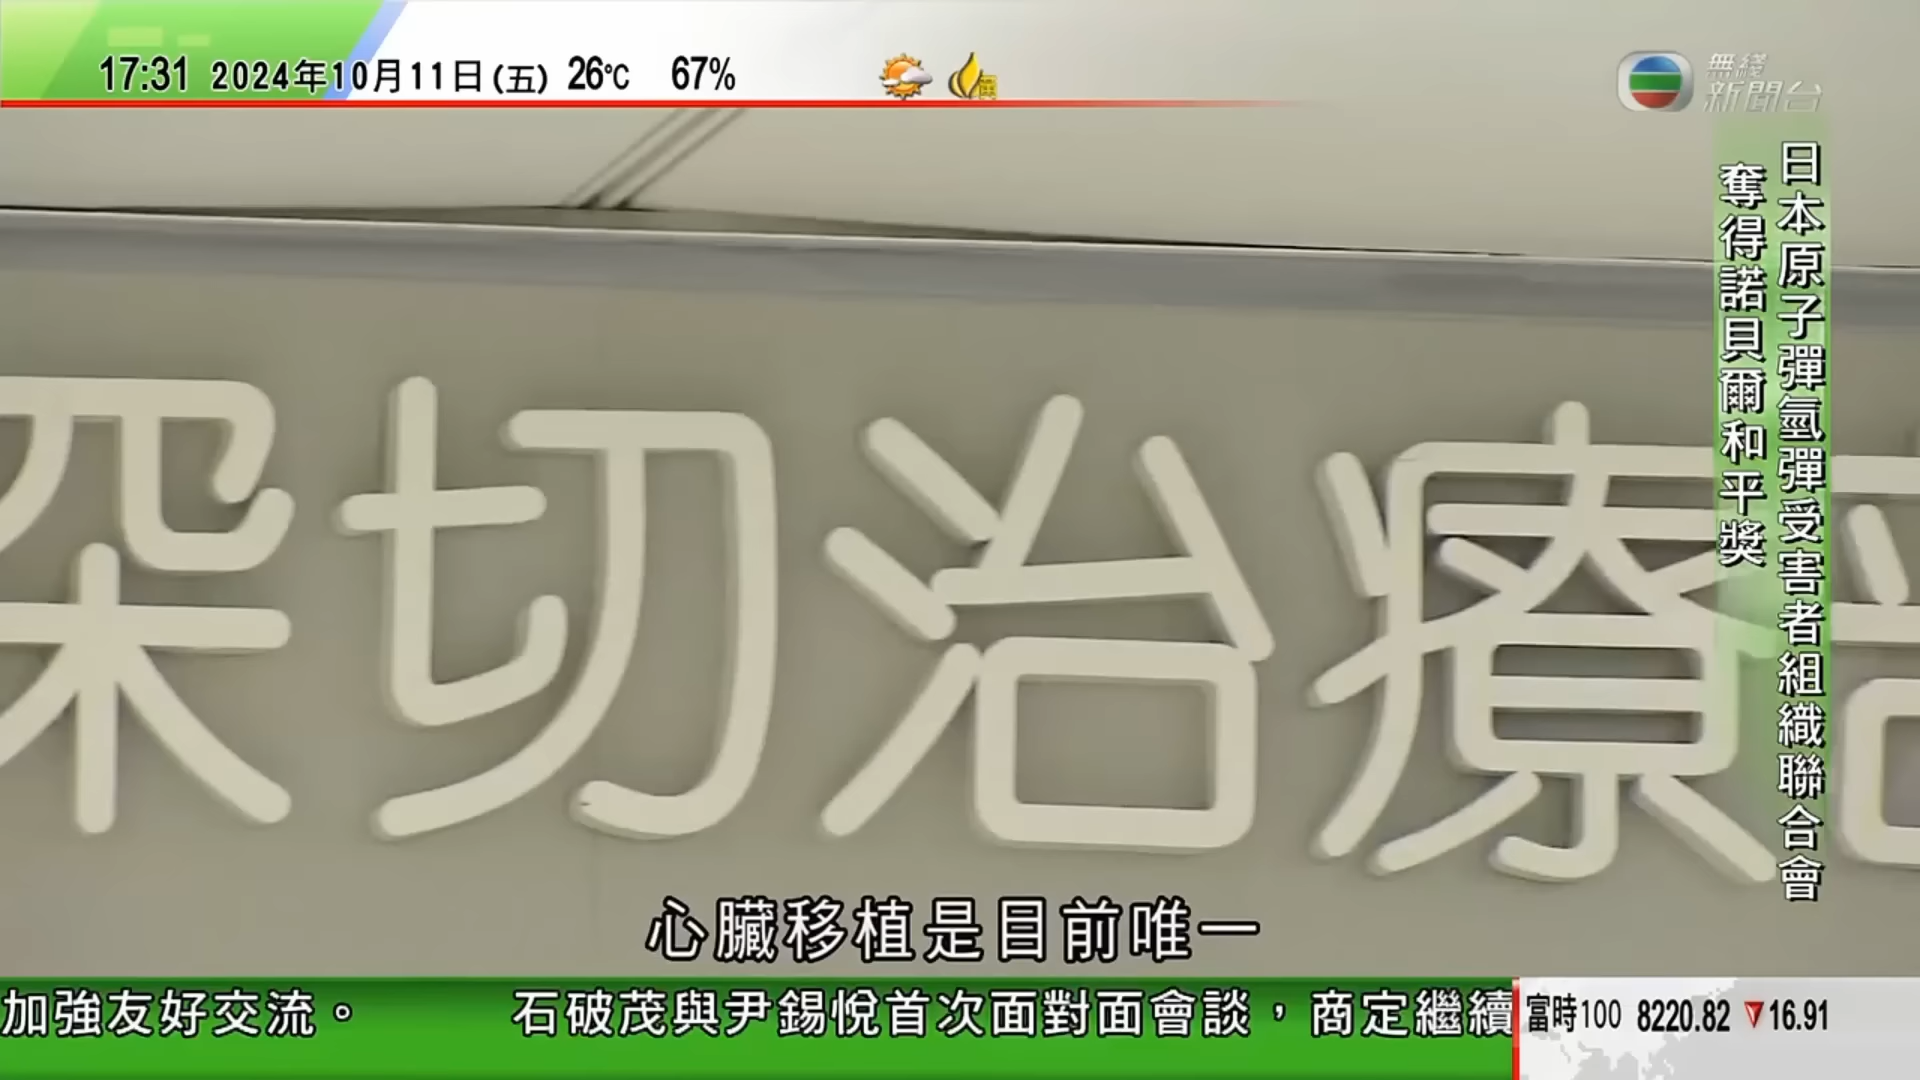 17:31 2024年10月11日(五) 26℃ 67%
無綫
新聞台
日本原子彈氫彈受害者組織聯合會
奪得諾貝爾和平獎
深切治療部
心臟移植是目前唯一
加強友好交流。 石破茂與尹錫悅首次面對面會談，商定繼續
富時100 8220.82 ▼16.91